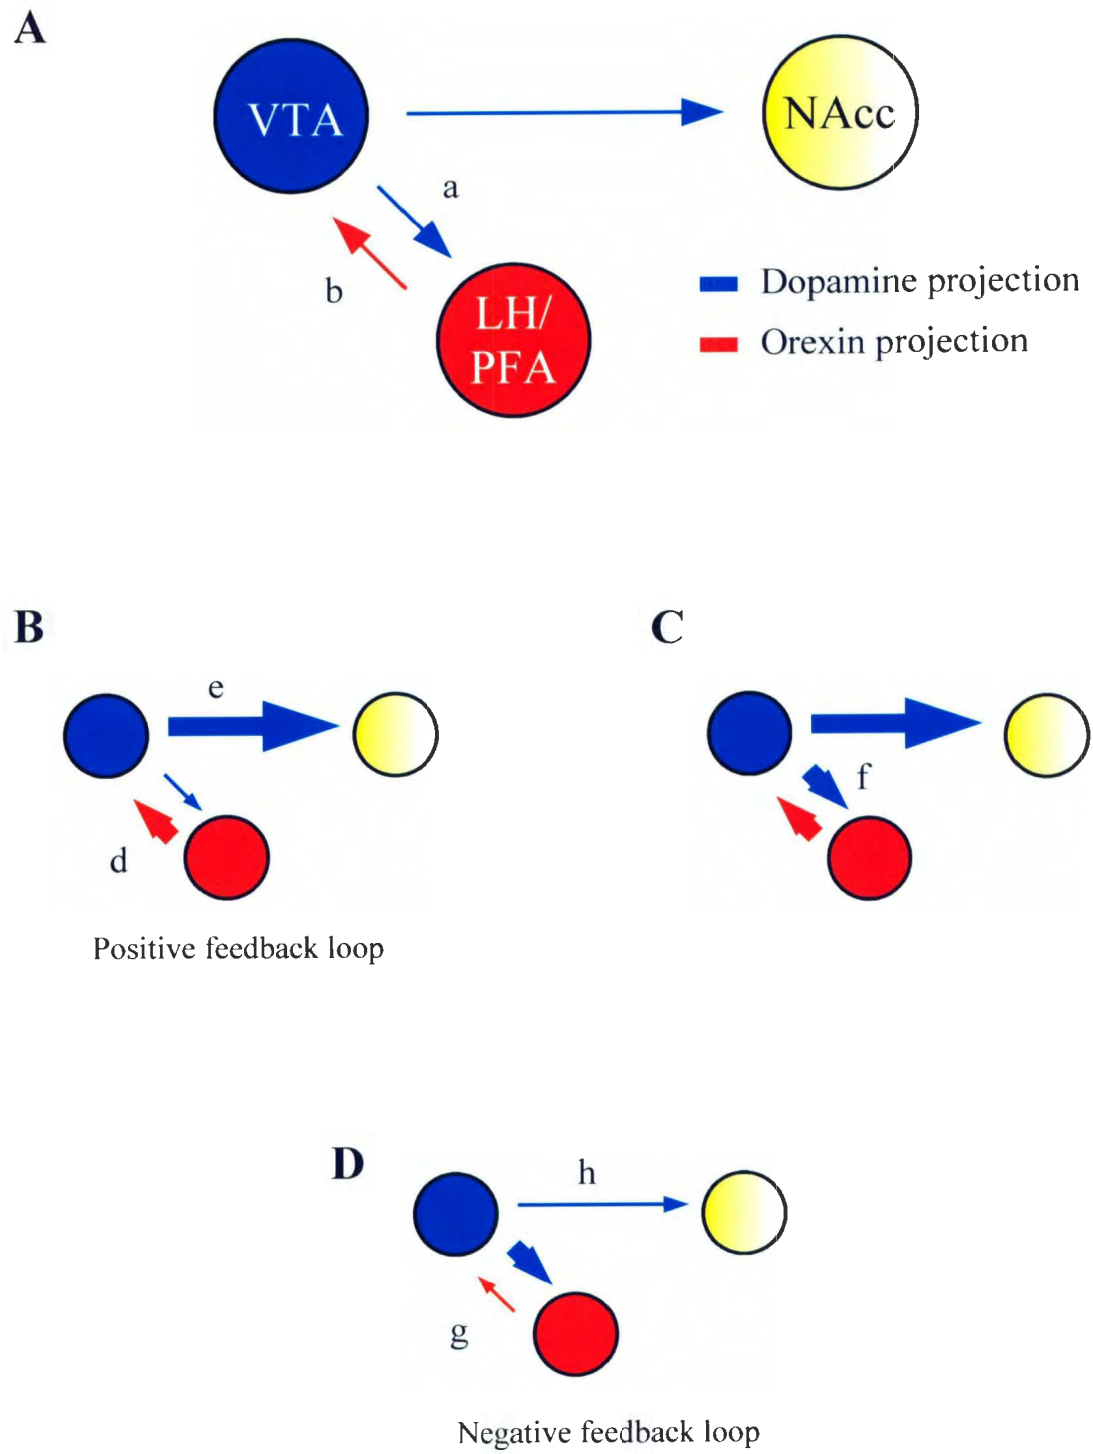 A
VTA
NAcc
a
b
LH/
PFA
Dopamine projection
Orexin projection
B
C
e
d
f
Positive feedback loop
D
h
g
Negative feedback loop